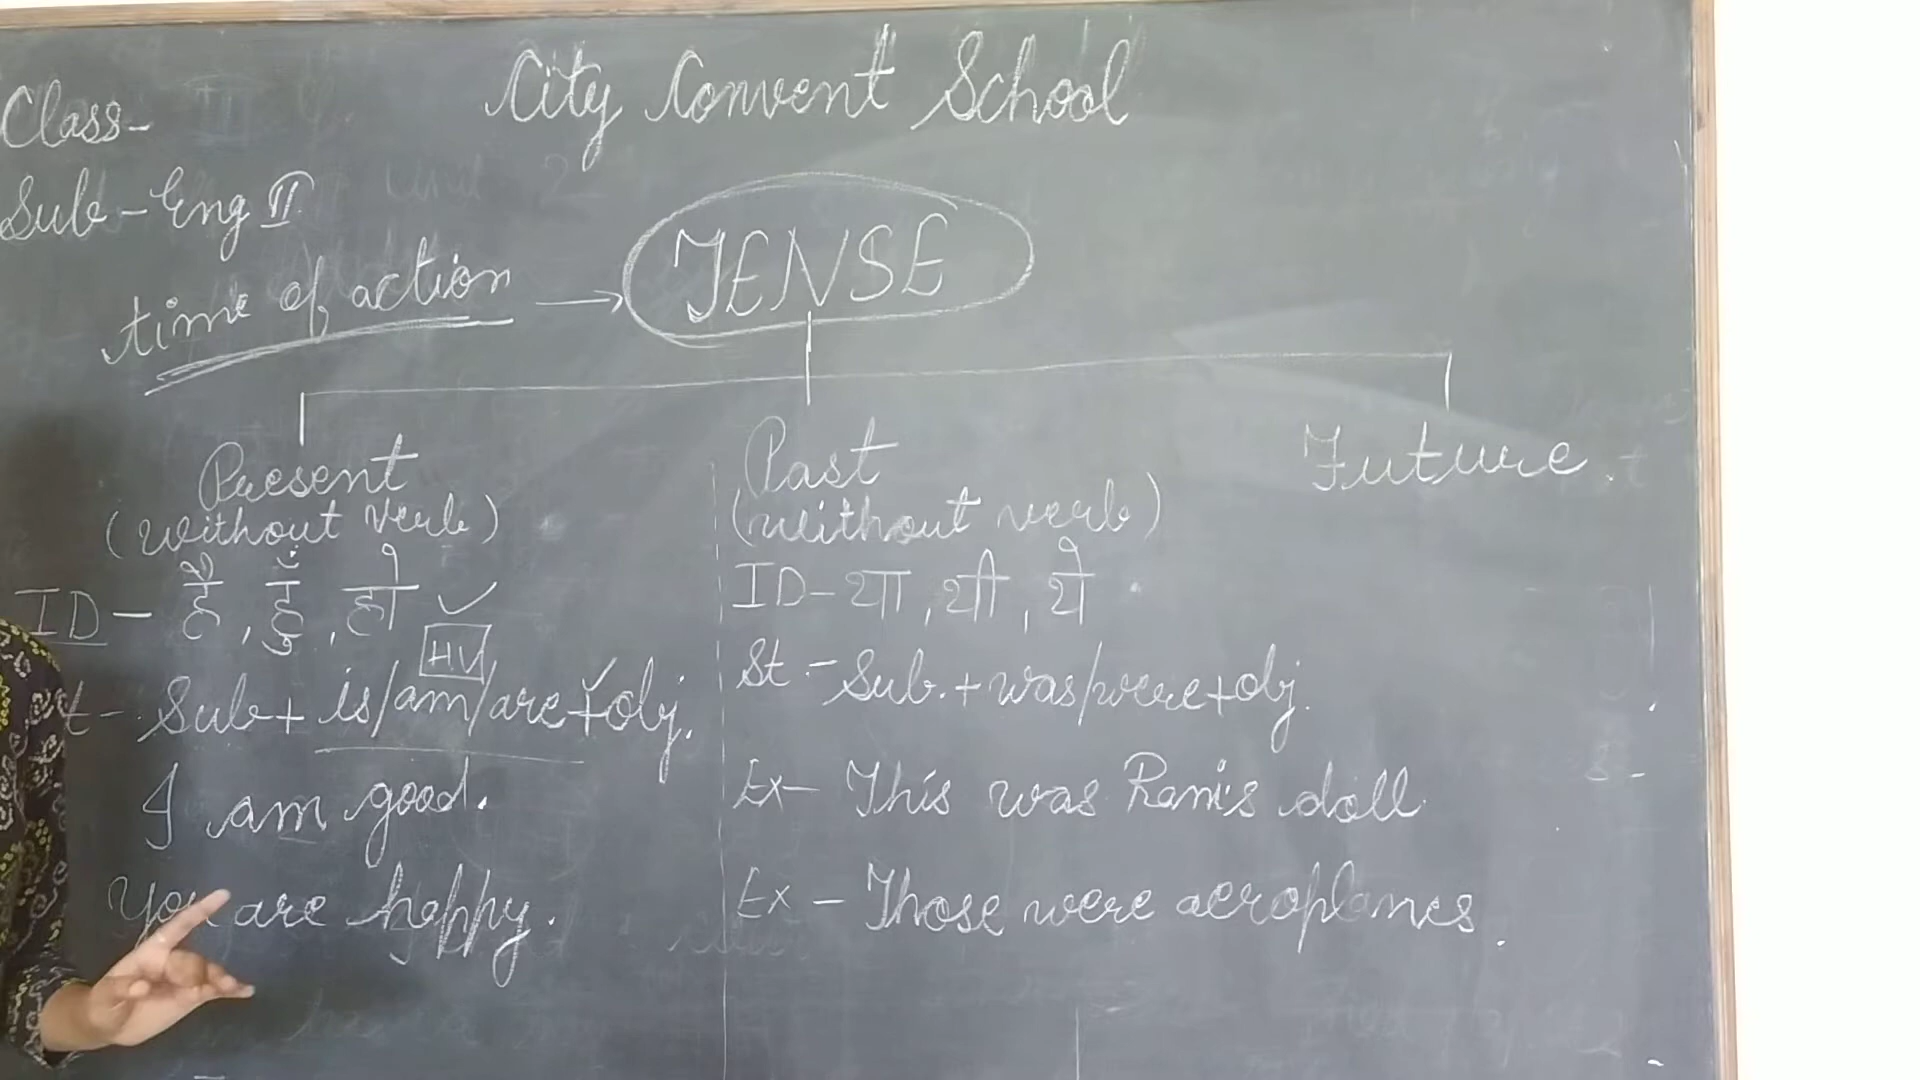 City Convent School
Class-
Sub-Eng II
time of action → TENSE
Present
(without verb)
ID- है, हूँ, हो ✓
HV
St- Sub+ is/am/are+obj.
I am good.
You are happy.
Past
(without verb)
ID- था, थी, थे
St- Sub.+was/were+obj.
Ex- This was Rani's doll
Ex- Those were aeroplanes.
Future